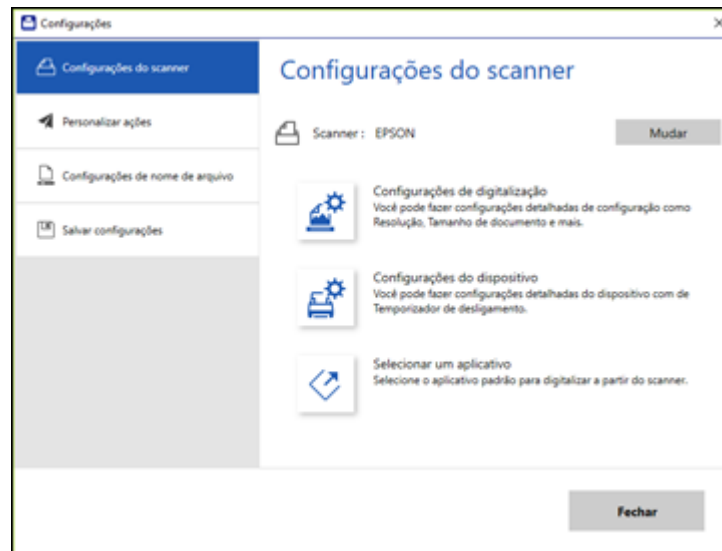 Configurações
Configurações do scanner
Personalizar ações
Configurações de nome de arquivo
Salvar configurações
Configurações do scanner
Scanner : EPSON
Mudar
Configurações de digitalização
Você pode fazer configurações detalhadas de configuração como
Resolução, Tamanho de documento e mais.
Configurações do dispositivo
Você pode fazer configurações detalhadas do dispositivo com de
Temporizador de desligamento.
Selecionar um aplicativo
Selecione o aplicativo padrão para digitalizar a partir do scanner.
Fechar